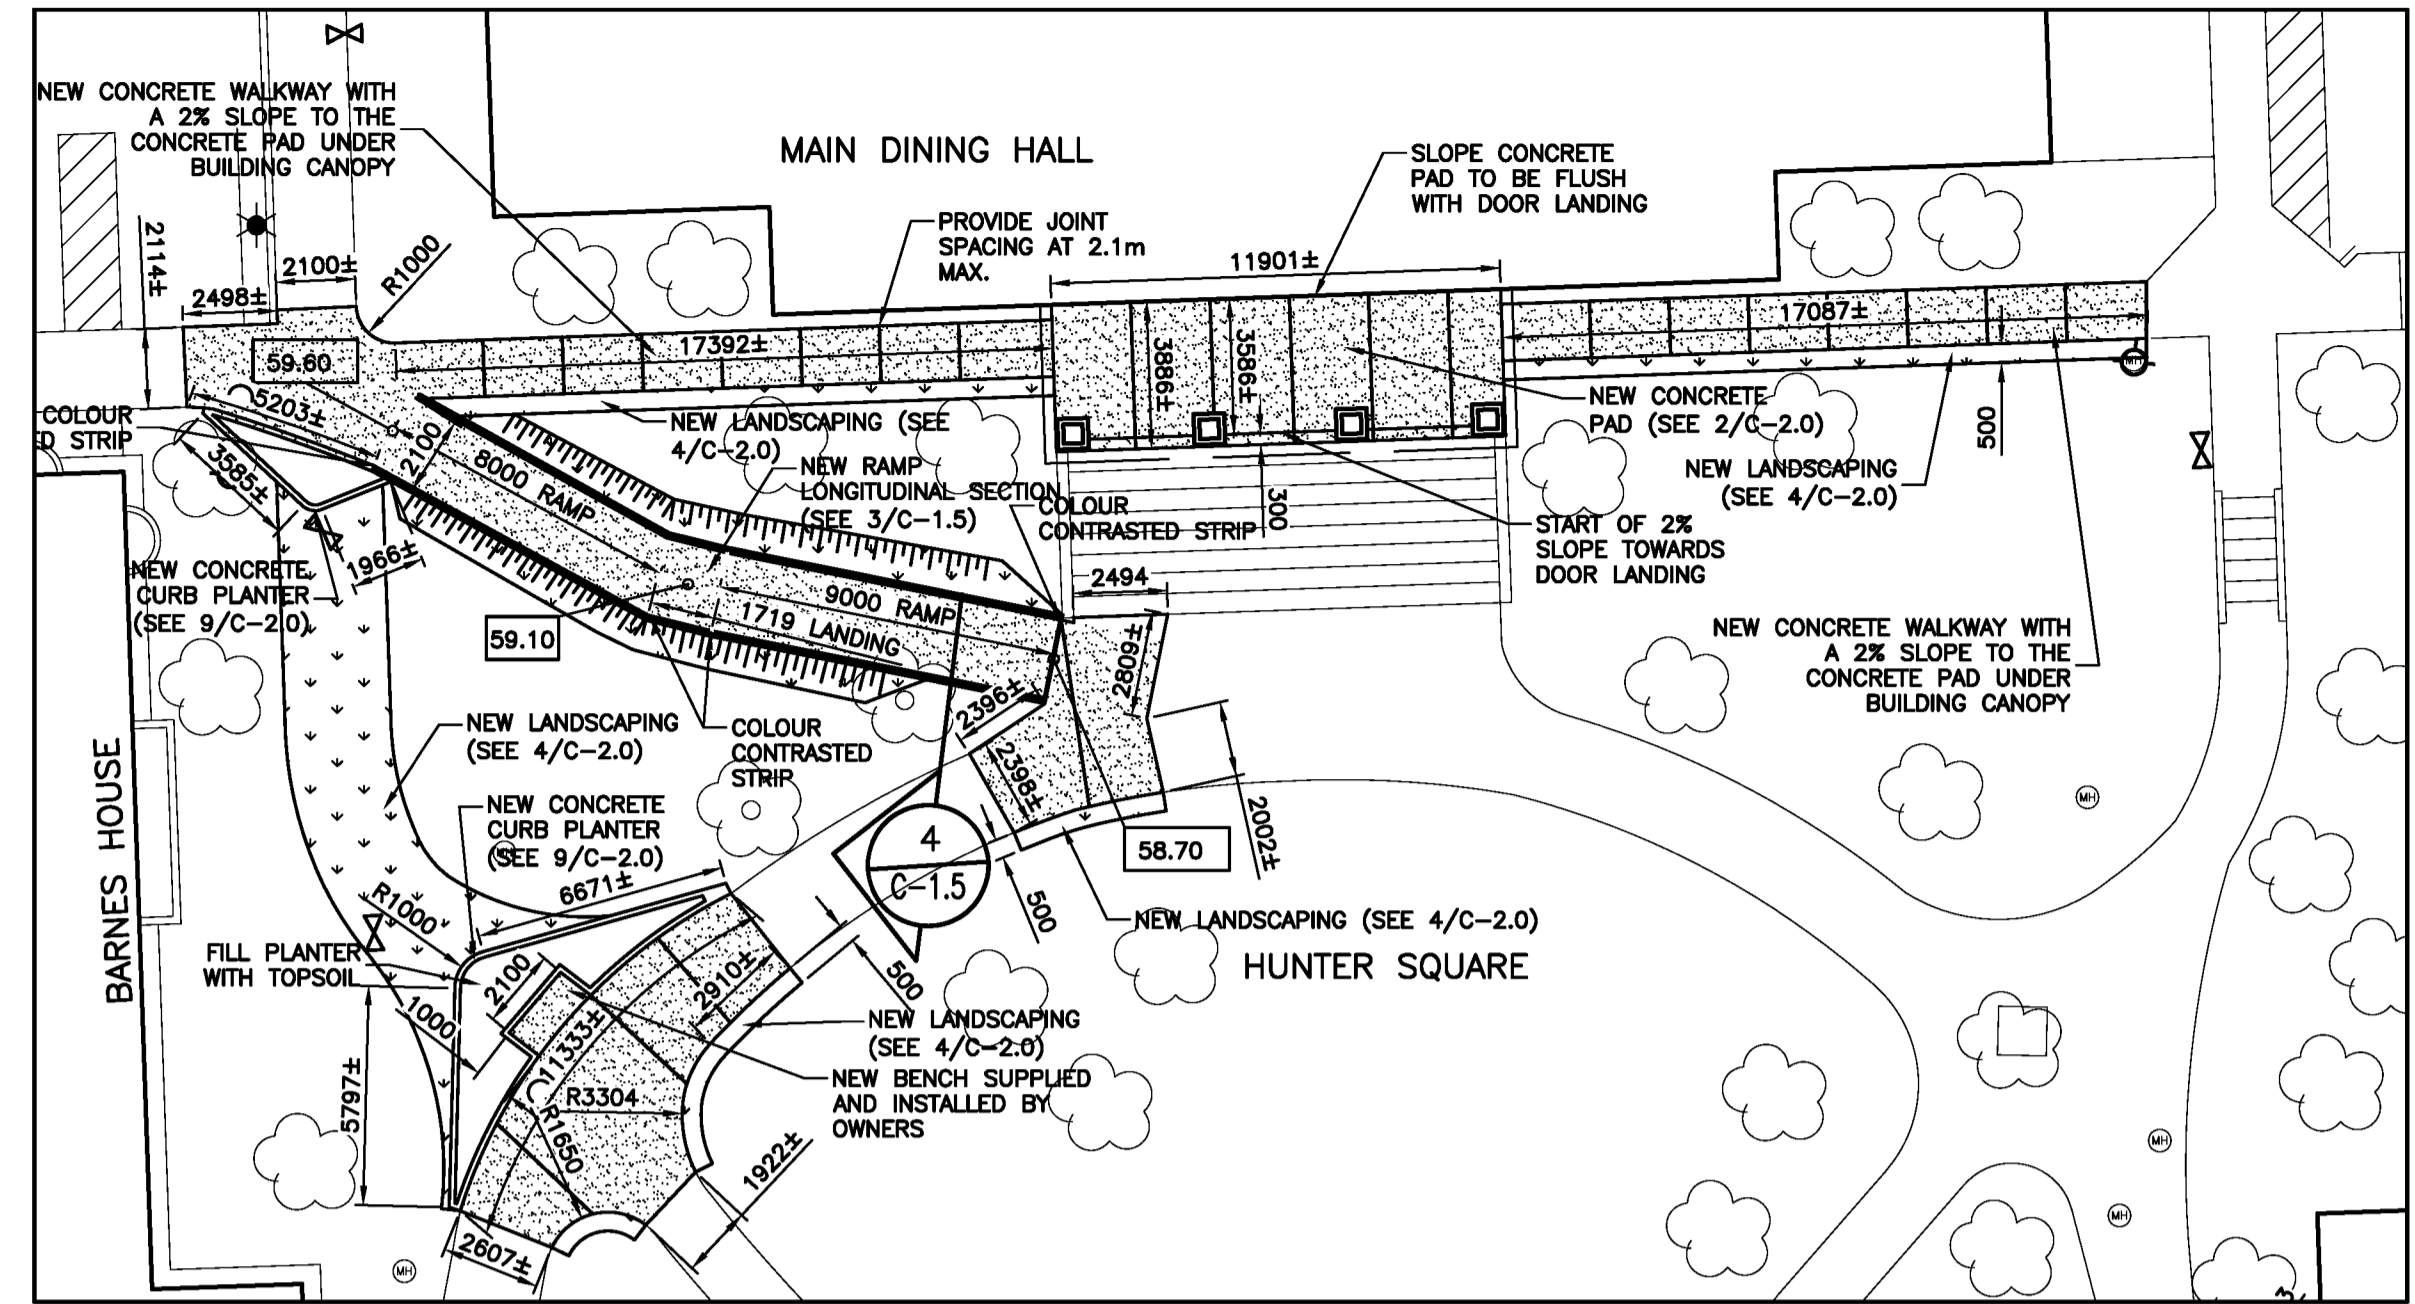 NEW CONCRETE WALKWAY WITH
A 2% SLOPE TO THE
CONCRETE PAD UNDER
BUILDING CANOPY
MAIN DINING HALL
SLOPE CONCRETE
PAD TO BE FLUSH
WITH DOOR LANDING
PROVIDE JOINT
SPACING AT 2.1m
MAX.
2114±
2100±
R1000
2498±
11901±
59.60
17392±
17087±
3886±
3586±
MH
COLOUR
D STRIP
5203±
3585±
2100
8000 RAMP
NEW LANDSCAPING (SEE
4/C-2.0)
NEW RAMP
LONGITUDINAL SECTION
(SEE 3/C-1.5)
COLOUR
CONTRASTED STRIP
300
NEW CONCRETE
PAD (SEE 2/C-2.0)
500
NEW LANDSCAPING
(SEE 4/C-2.0)
START OF 2%
SLOPE TOWARDS
DOOR LANDING
NEW CONCRETE
CURB PLANTER
(SEE 9/C-2.0)
1966±
59.10
9000 RAMP
1719 LANDING
2494
2809±
NEW CONCRETE WALKWAY WITH
A 2% SLOPE TO THE
CONCRETE PAD UNDER
BUILDING CANOPY
2396±
2398±
NEW LANDSCAPING
(SEE 4/C-2.0)
COLOUR
CONTRASTED
STRIP
BARNES HOUSE
NEW CONCRETE
CURB PLANTER
(SEE 9/C-2.0)
6671±
4
C-1.5
2002±
58.70
MH
500
NEW LANDSCAPING (SEE 4/C-2.0)
HUNTER SQUARE
R1000
FILL PLANTER
WITH TOPSOIL
2100
2910±
500
1000
11333±
NEW LANDSCAPING
(SEE 4/C-2.0)
NEW BENCH SUPPLIED
AND INSTALLED BY
OWNERS
5797±
R3304
R1650
1922±
2607±
MH
MH
MH